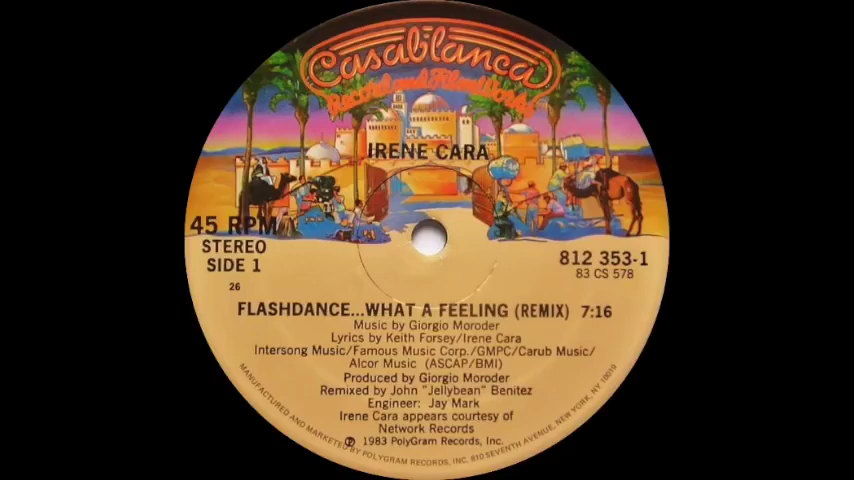 Casablanca
Record and FilmWorks
IRENE CARA
45 RPM
STEREO
SIDE 1
26
812 353-1
83 CS 578
FLASHDANCE...WHAT A FEELING (REMIX) 7:16
Music by Giorgio Moroder
Lyrics by Keith Forsey/Irene Cara
Intersong Music/Famous Music Corp./GMPC/Carub Music/
Alcor Music (ASCAP/BMI)
Produced by Giorgio Moroder
Remixed by John "Jellybean" Benitez
Engineer: Jay Mark
Irene Cara appears courtesy of
Network Records
℗ 1983 PolyGram Records, Inc.
MANUFACTURED AND MARKETED BY POLYGRAM RECORDS, INC. 810 SEVENTH AVENUE, NEW YORK, NY 10019